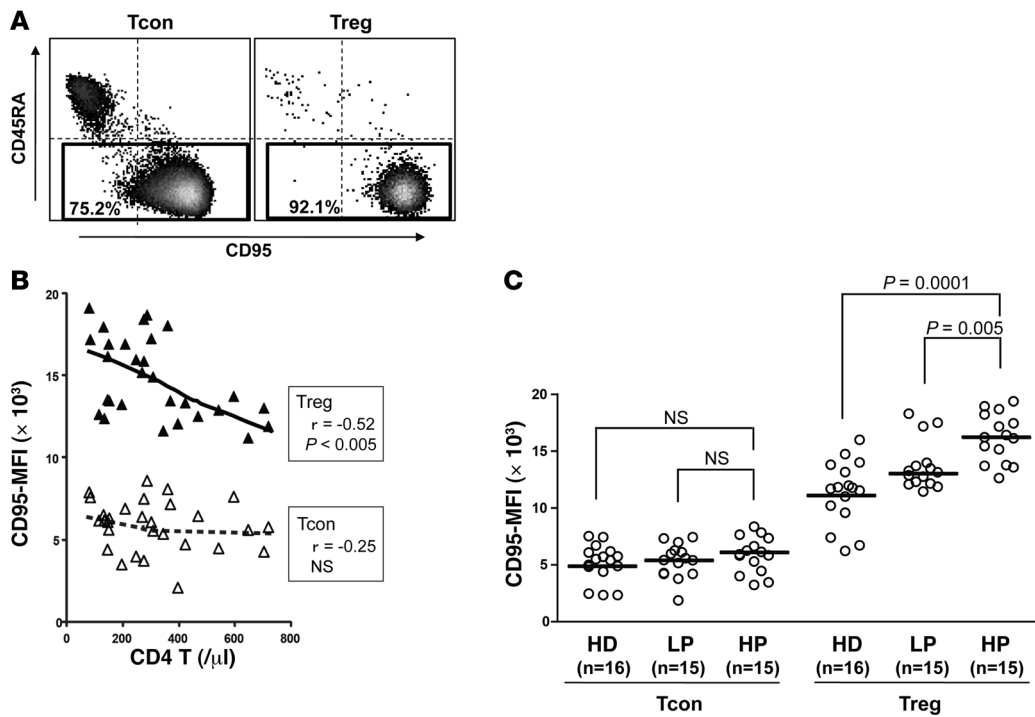 A
Tcon
Treg
CD45RA
75.2%
92.1%
CD95
B
20
15
10
5
0
CD95-MFI (× 10³)
0
200
400
600
800
CD4 T (/μl)
Treg
r = -0.52
P < 0.005
Tcon
r = -0.25
NS
C
P = 0.0001
P = 0.005
NS
NS
20
15
10
5
0
CD95-MFI (× 10³)
HD
LP
HP
HD
LP
HP
(n=16)
(n=15)
(n=15)
(n=16)
(n=15)
(n=15)
Tcon
Treg